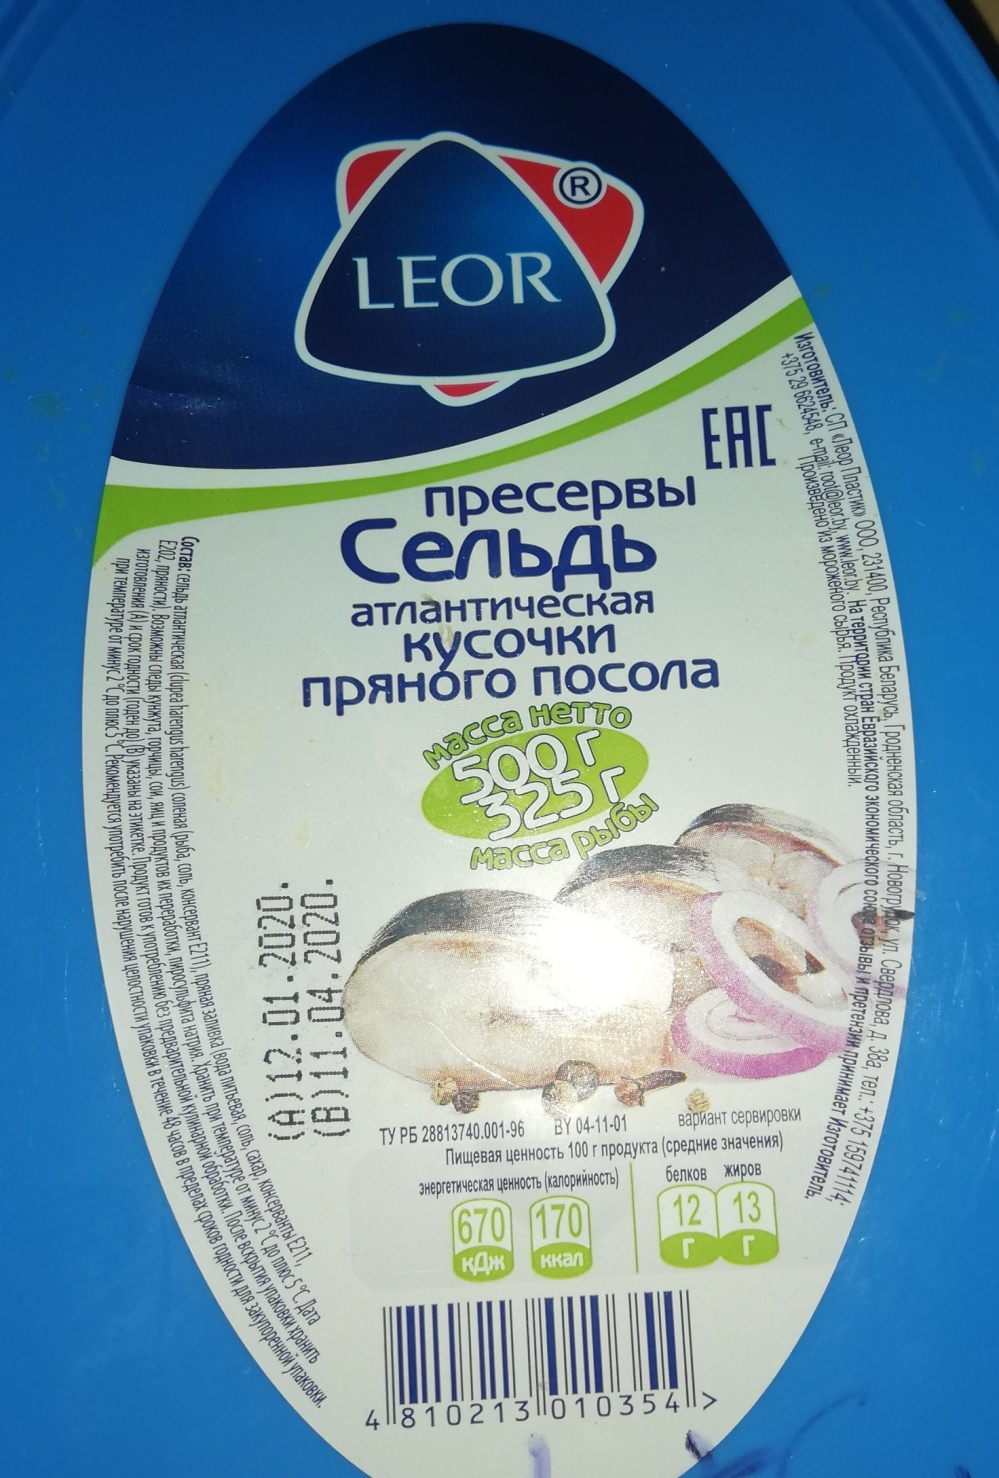 LEOR
®
EAC
пресервы
Сельдь
атлантическая
кусочки
пряного посола
масса нетто
500 г
325 г
масса рыбы
Изготовитель: СП «Леор Пластик» ООО, 231400, Республика Беларусь, Гродненская область, г. Новогрудок, ул. Свердлова, д. 38а, тел.: +375 159741114,
+375 29 6624548, e-mail: root@leor.by, www.leor.by. На территории стран Евразийского экономического союза отзывы и претензии принимает Изготовитель.
Произведено из мороженого сырья. Продукт охлажденный.
Состав: сельдь атлантическая (clupea harengus harengus) соленая (рыба, соль, консервант Е211), пряная заливка (вода питьевая, соль, сахар, консерванты Е211,
Е202, пряности). Возможны следы кунжута, горчицы, сои, яиц и продуктов их переработки, пиросульфита натрия. Хранить при температуре от минус 2 °С до плюс 5 °С. Дата
изготовления (А) и срок годности (годен до) (В) указаны на этикетке. Продукт готов к употреблению без предварительной кулинарной обработки. После вскрытия упаковки хранить
при температуре от минус 2 °С до плюс 5 °С. Рекомендуется употребить после нарушения целостности упаковки в течение 48 часов в пределах сроков годности для закупоренной упаковки.
(A)12.01.2020.
(B)11.04.2020.
ТУ РБ 28813740.001-96 BY 04-11-01 вариант сервировки
Пищевая ценность 100 г продукта (средние значения)
энергетическая ценность (калорийность) белков жиров
670 кДж 170 ккал 12 г 13 г
4 810213 010354 >